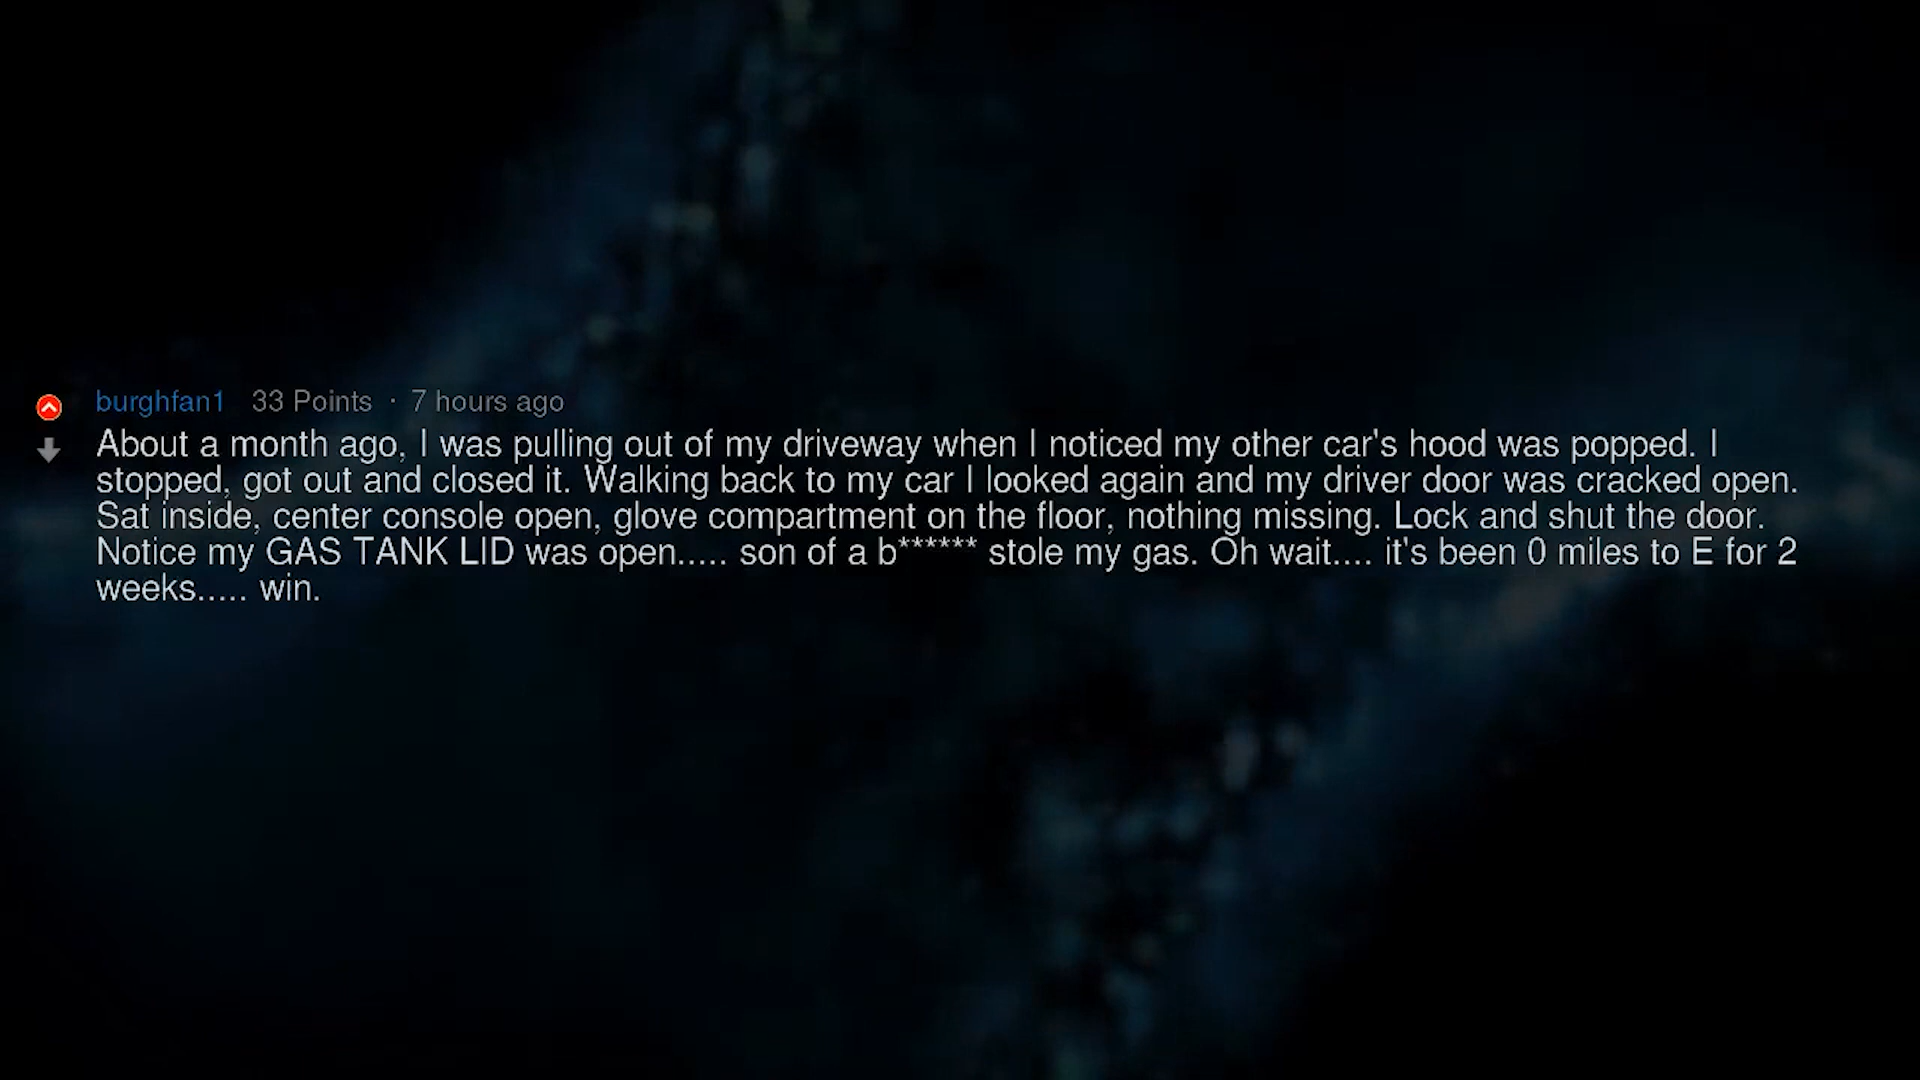 burghfan1 33 Points · 7 hours ago
About a month ago, I was pulling out of my driveway when I noticed my other car's hood was popped. I
stopped, got out and closed it. Walking back to my car I looked again and my driver door was cracked open.
Sat inside, center console open, glove compartment on the floor, nothing missing. Lock and shut the door.
Notice my GAS TANK LID was open..... son of a b****** stole my gas. Oh wait.... it's been 0 miles to E for 2
weeks..... win.